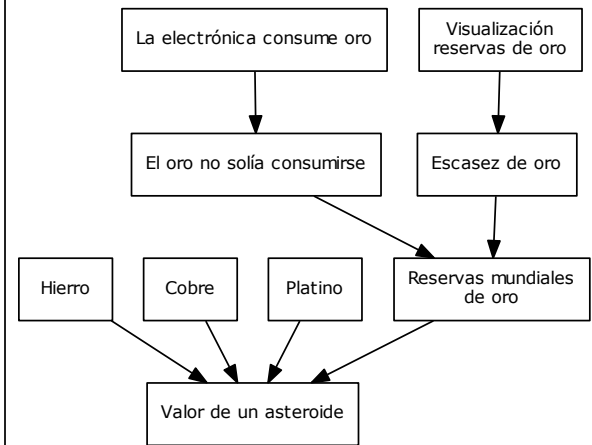 La electrónica consume oro
Visualización
reservas de oro
El oro no solía consumirse
Escasez de oro
Hierro
Cobre
Platino
Reservas mundiales
de oro
Valor de un asteroide